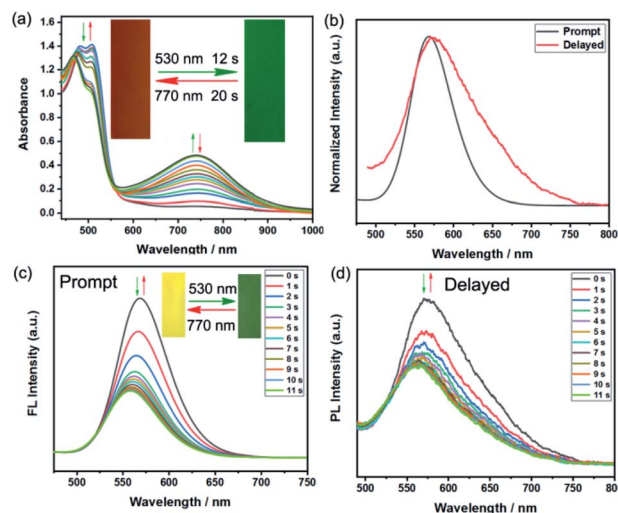 (a)
530 nm 12 s
770 nm 20 s
Absorbance
1.6
1.4
1.2
1.0
0.8
0.6
0.4
0.2
0.0
500 600 700 800 900 1000
Wavelength / nm
(b)
Prompt
Delayed
Normalized Intensity (a.u.)
500 550 600 650 700 750 800
Wavelength / nm
(c) Prompt
530 nm
770 nm
0 s
1 s
2 s
3 s
4 s
5 s
6 s
7 s
8 s
9 s
10 s
11 s
FL Intensity (a.u.)
500 550 600 650 700 750
Wavelength / nm
(d) Delayed
0 s
1 s
2 s
3 s
4 s
5 s
6 s
7 s
8 s
9 s
10 s
11 s
PL Intensity (a.u.)
500 550 600 650 700 750 80
Wavelength / nm